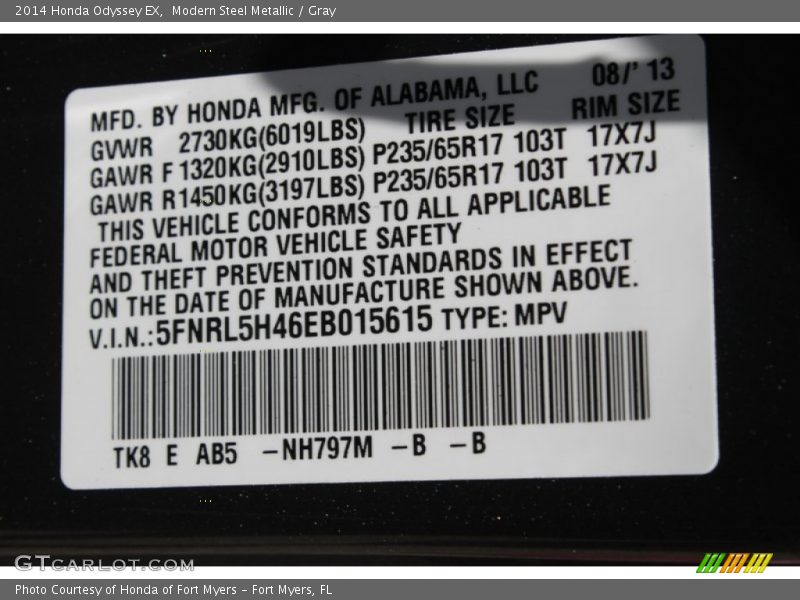 2014 Honda Odyssey EX,  Modern Steel Metallic / Gray
MFD. BY HONDA MFG. OF ALABAMA, LLC 08/' 13
GVWR 2730KG(6019LBS) TIRE SIZE RIM SIZE
GAWR F 1320KG(2910LBS) P235/65R17 103T 17X7J
GAWR R1450KG(3197LBS) P235/65R17 103T 17X7J
THIS VEHICLE CONFORMS TO ALL APPLICABLE
FEDERAL MOTOR VEHICLE SAFETY
AND THEFT PREVENTION STANDARDS IN EFFECT
ON THE DATE OF MANUFACTURE SHOWN ABOVE.
V.I.N.:5FNRL5H46EB015615 TYPE: MPV
TK8 E AB5 –NH797M –B –B
GTCARLOT.COM
Photo Courtesy of Honda of Fort Myers – Fort Myers, FL